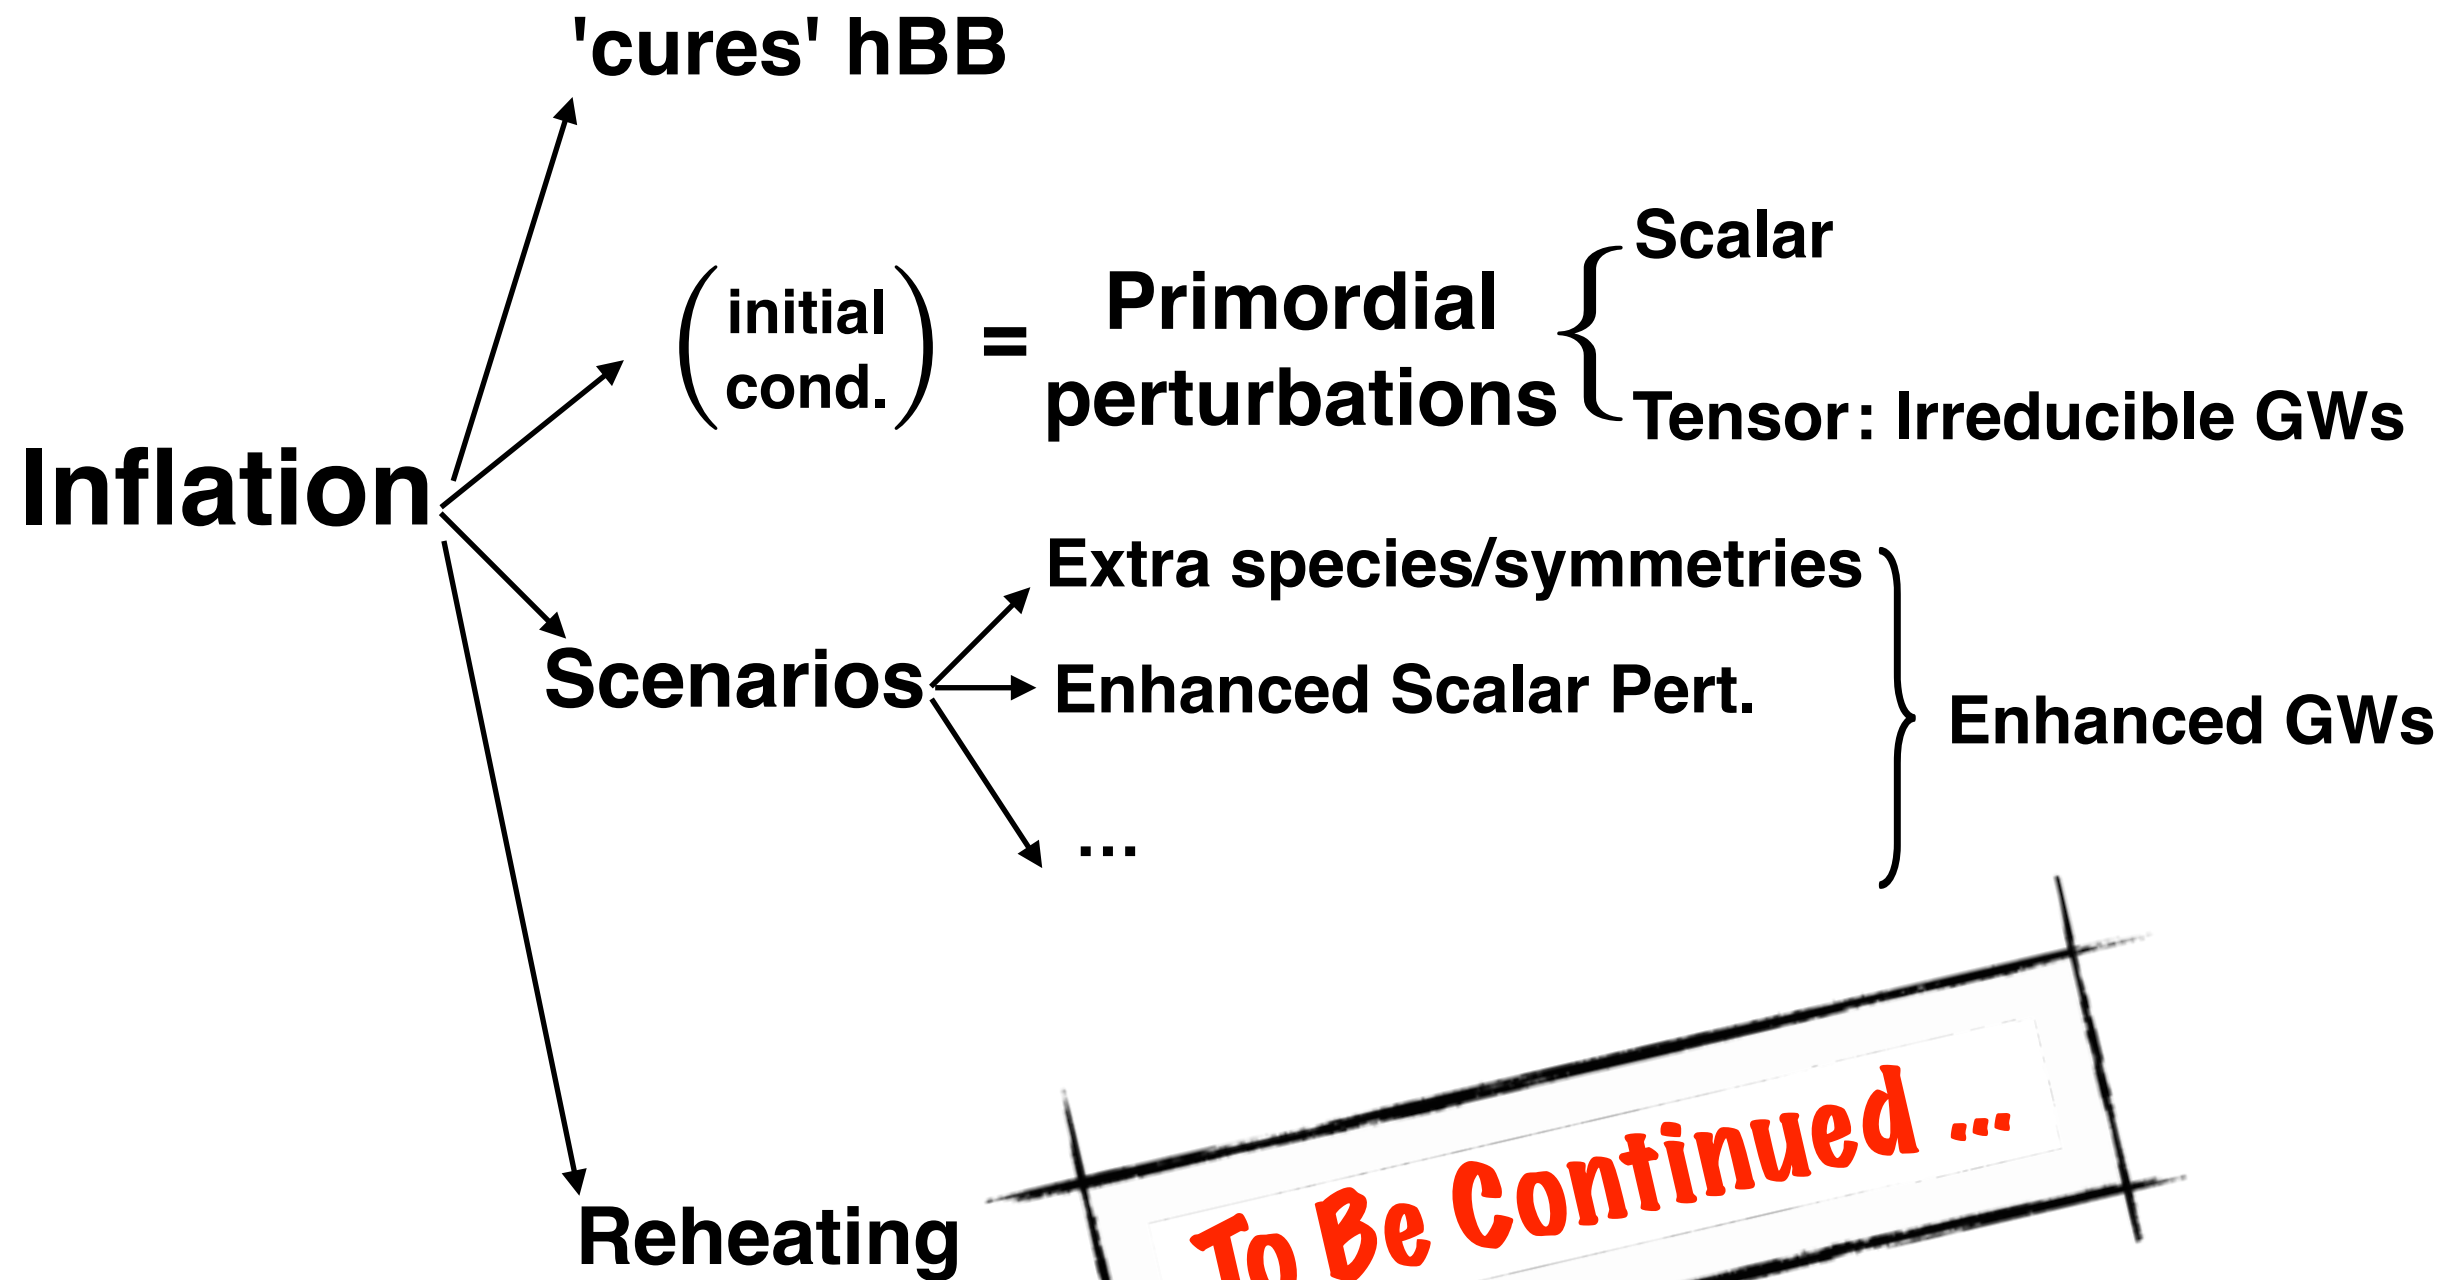 'cures' hBB
initial
cond.
=
Primordial
perturbations
Scalar
Tensor: Irreducible GWs
Inflation
Extra species/symmetries
Scenarios
Enhanced Scalar Pert.
Enhanced GWs
...
Reheating
To Be Continued ...